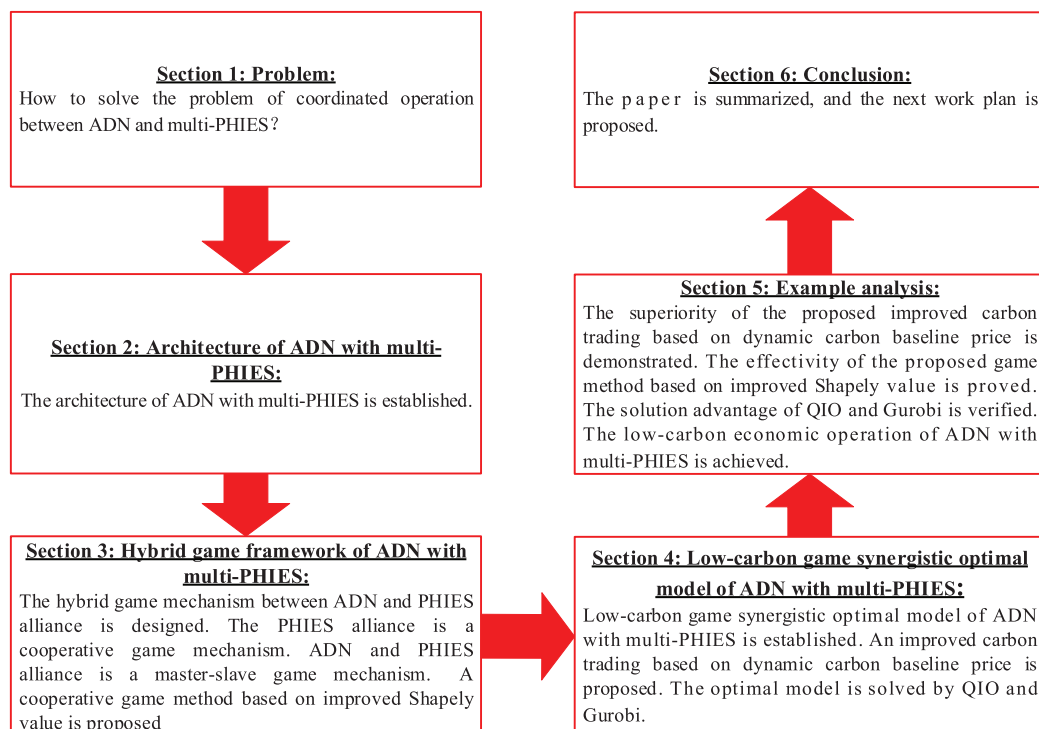 Section 1: Problem:
How to solve the problem of coordinated operation
between ADN and multi-PHIES?
Section 2: Architecture of ADN with multi-
PHIES:
The architecture of ADN with multi-PHIES is established.
Section 3: Hybrid game framework of ADN with
multi-PHIES:
The hybrid game mechanism between ADN and PHIES
alliance is designed. The PHIES alliance is a
cooperative game mechanism. ADN and PHIES
alliance is a master-slave game mechanism. A
cooperative game method based on improved Shapely
value is proposed
Section 4: Low-carbon game synergistic optimal
model of ADN with multi-PHIES:
Low-carbon game synergistic optimal model of ADN
with multi-PHIES is established. An improved carbon
trading based on dynamic carbon baseline price is
proposed. The optimal model is solved by QIO and
Gurobi.
Section 5: Example analysis:
The superiority of the proposed improved carbon
trading based on dynamic carbon baseline price is
demonstrated. The effectivity of the proposed game
method based on improved Shapely value is proved.
The solution advantage of QIO and Gurobi is verified.
The low-carbon economic operation of ADN with
multi-PHIES is achieved.
Section 6: Conclusion:
The paper is summarized, and the next work plan is
proposed.